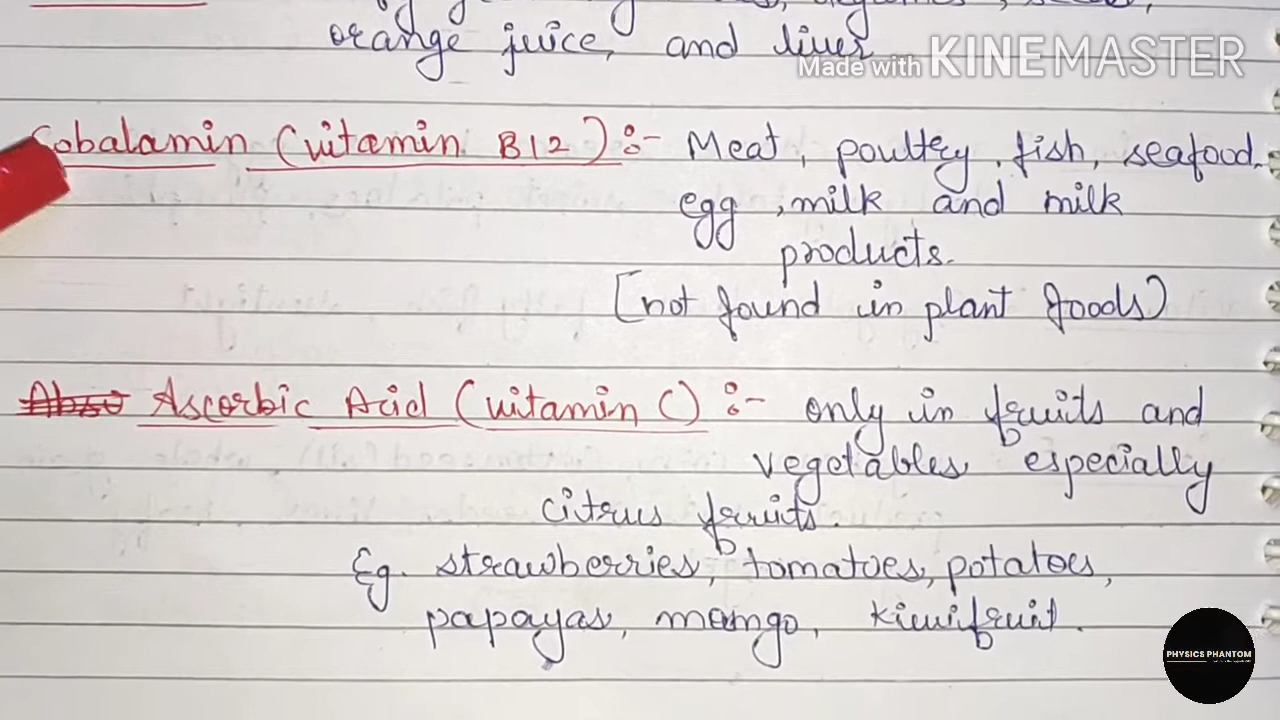 orange juice, and liver
Made with KINEMASTER
Cobalamin (vitamin B12) :- Meat, poultry, fish, seafood,
egg, milk and milk
products.
[not found in plant foods)
Ascorbic Acid (vitamin C) :- only in fruits and
vegetables especially
citrus fruits.
Eg. strawberries, tomatoes, potatoes,
papayas, mango, kiwifruit.
PHYSICS PHANTOM